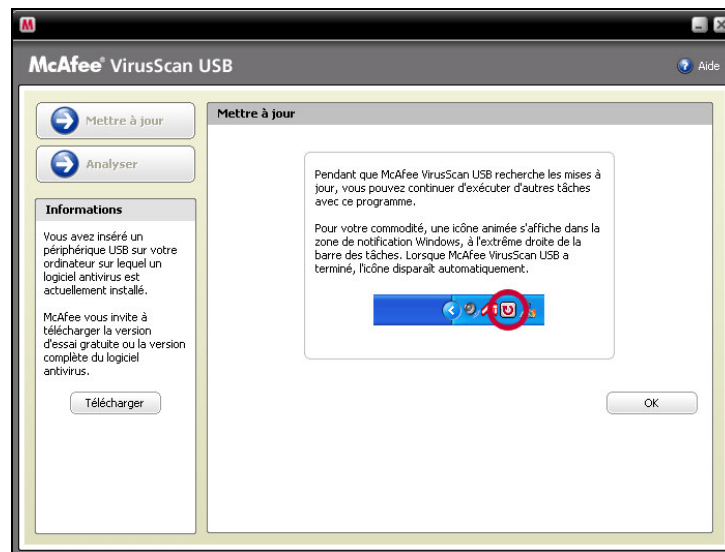 McAfee® VirusScan USB
Aide
Mettre à jour
Analyser
Informations
Vous avez inséré un
périphérique USB sur votre
ordinateur sur lequel un
logiciel antivirus est
actuellement installé.
McAfee vous invite à
télécharger la version
d'essai gratuite ou la version
complète du logiciel
antivirus.
Télécharger
Mettre à jour
Pendant que McAfee VirusScan USB recherche les mises à
jour, vous pouvez continuer d'exécuter d'autres tâches
avec ce programme.
Pour votre commodité, une icône animée s'affiche dans la
zone de notification Windows, à l'extrême droite de la
barre des tâches. Lorsque McAfee VirusScan USB a
terminé, l'icône disparaît automatiquement.
OK